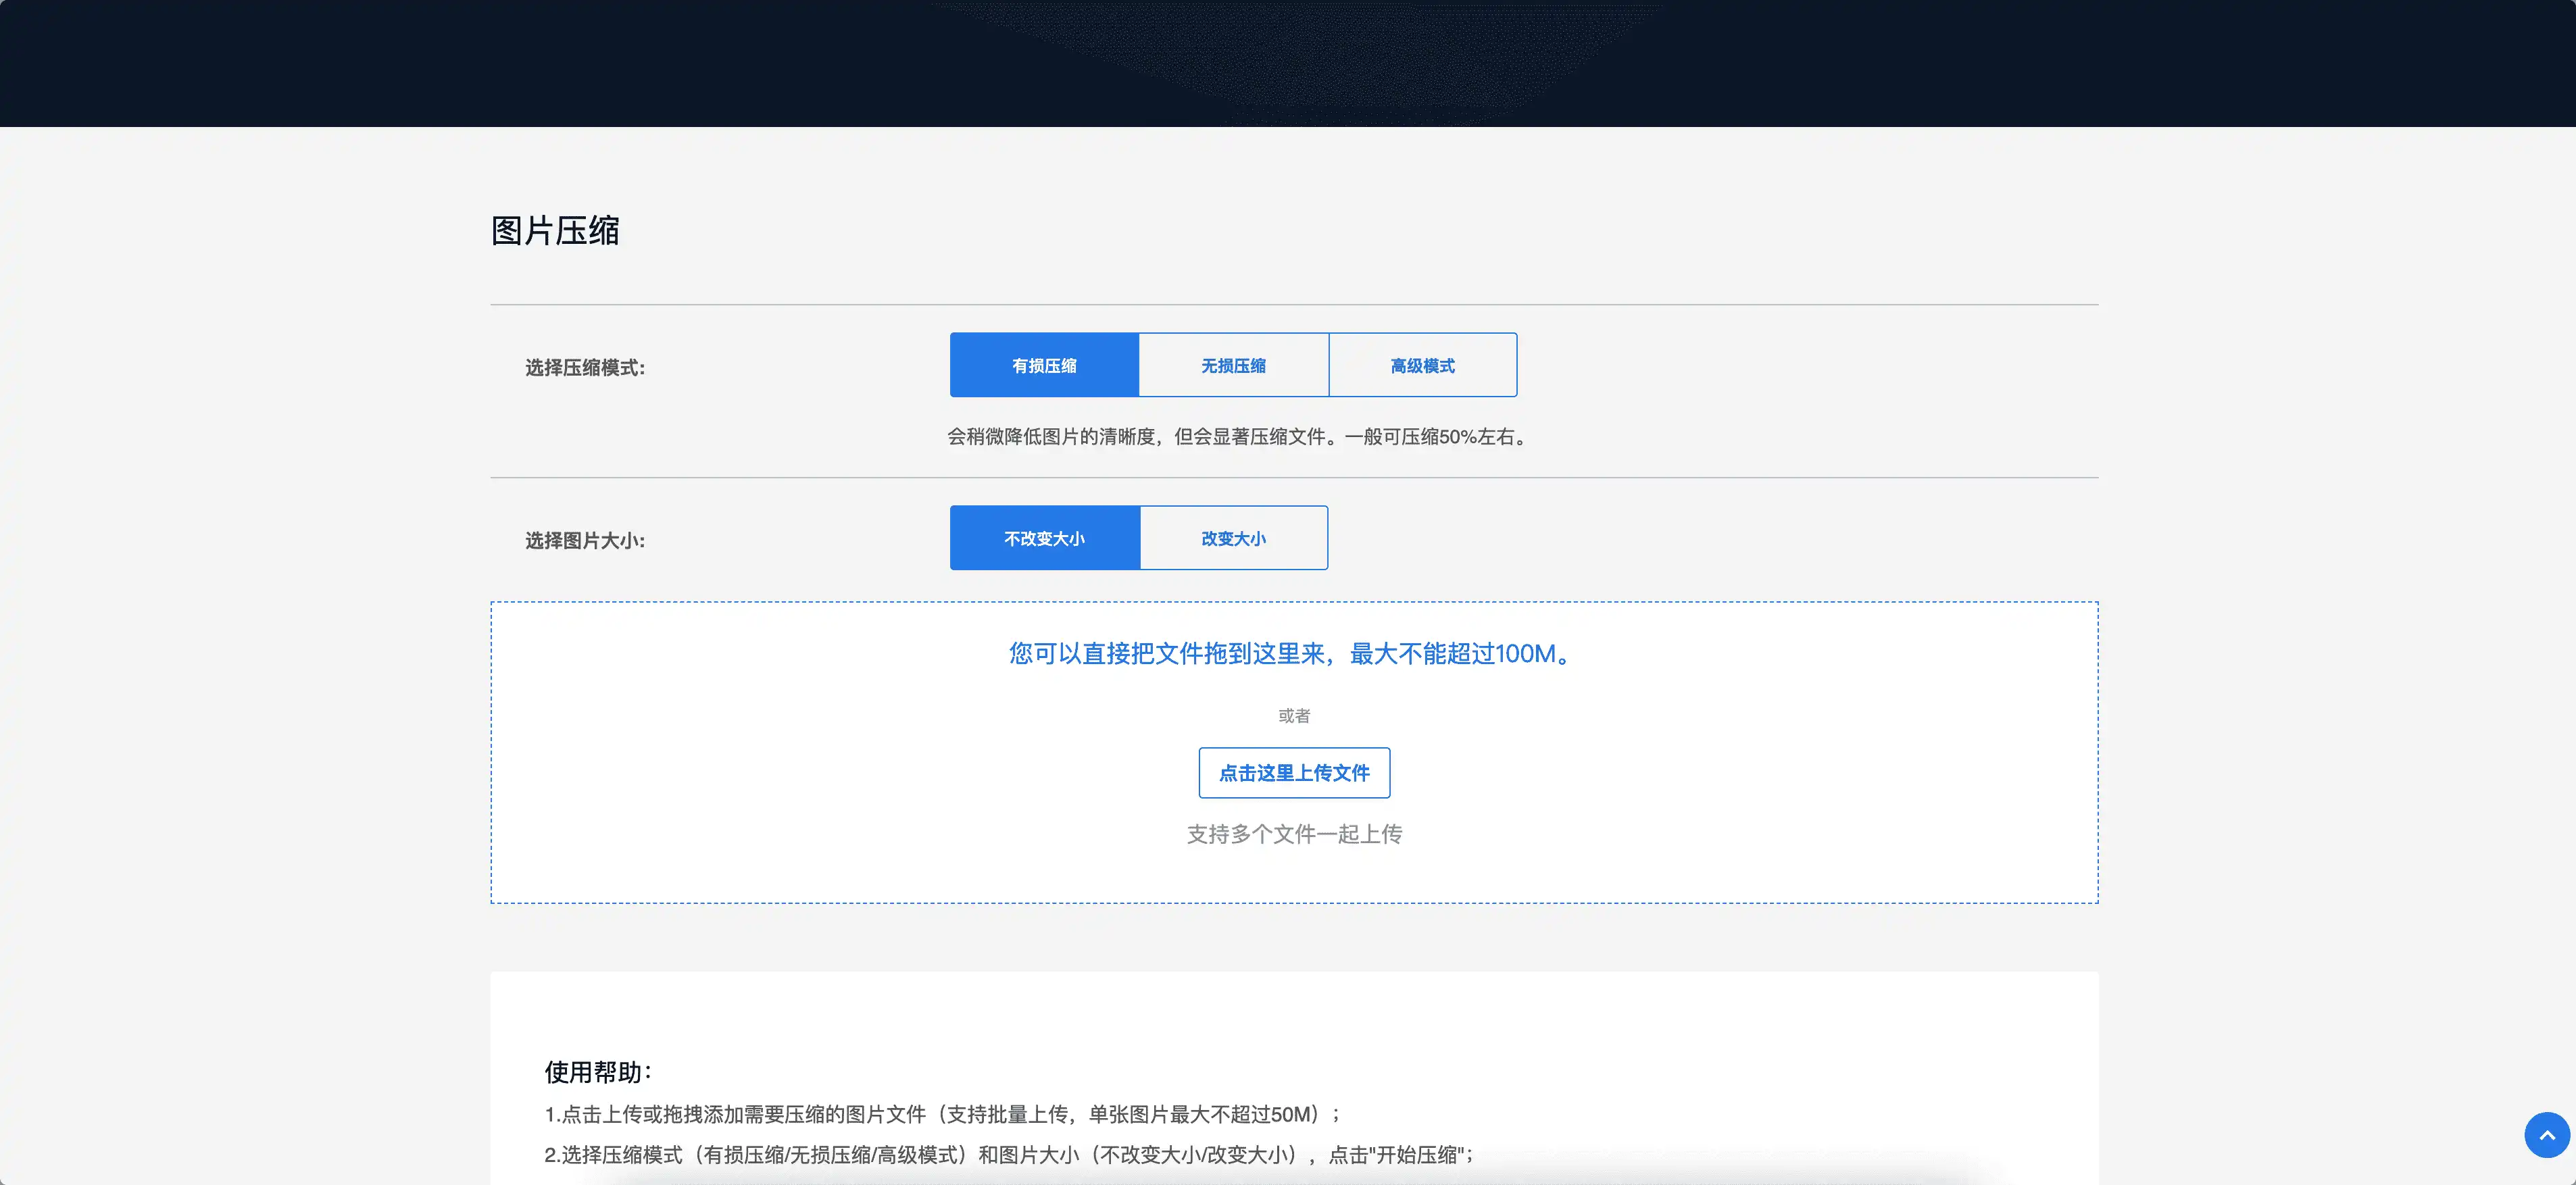 图片压缩
选择压缩模式:
有损压缩
无损压缩
高级模式
会稍微降低图片的清晰度，但会显著压缩文件。一般可压缩50%左右。
选择图片大小:
不改变大小
改变大小
您可以直接把文件拖到这里来，最大不能超过100M。
或者
点击这里上传文件
支持多个文件一起上传
使用帮助：
1.点击上传或拖拽添加需要压缩的图片文件（支持批量上传，单张图片最大不超过50M）；
2.选择压缩模式（有损压缩/无损压缩/高级模式）和图片大小（不改变大小/改变大小），点击"开始压缩"；